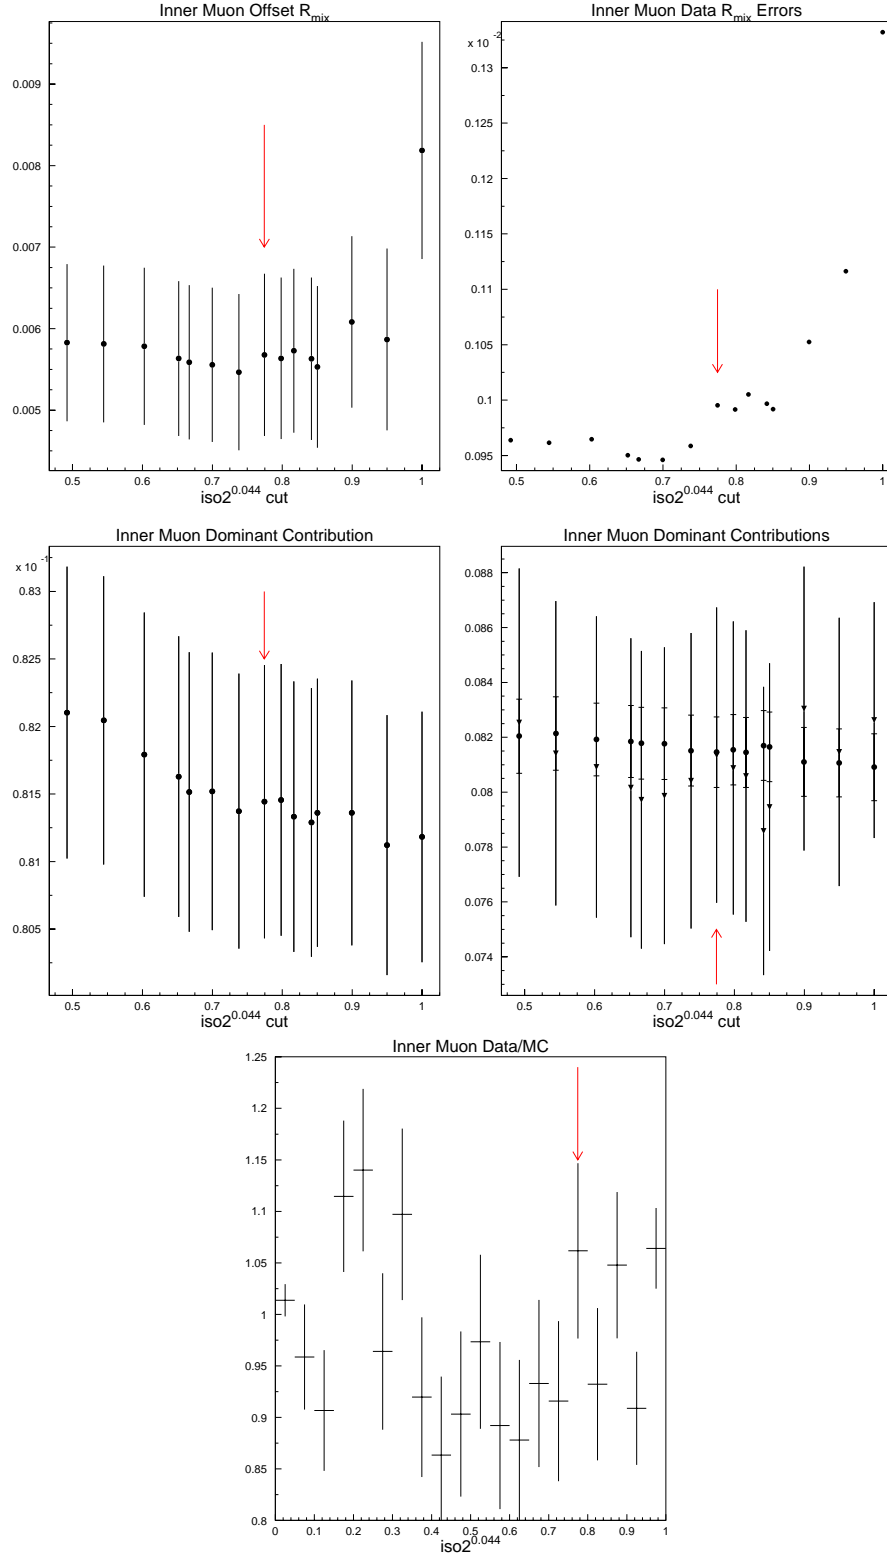 Inner Muon Offset R_mix
0.009
0.008
0.007
0.006
0.005
0.5 0.6 0.7 0.8 0.9 1
iso2^0.044 cut
Inner Muon Data R_mix Errors
x 10^-2
0.13
0.125
0.12
0.115
0.11
0.105
0.1
0.095
0.5 0.6 0.7 0.8 0.9 1
iso2^0.044 cut
Inner Muon Dominant Contribution
x 10^-1
0.83
0.825
0.82
0.815
0.81
0.805
0.5 0.6 0.7 0.8 0.9 1
iso2^0.044 cut
Inner Muon Dominant Contributions
0.088
0.086
0.084
0.082
0.08
0.078
0.076
0.074
0.5 0.6 0.7 0.8 0.9 1
iso2^0.044 cut
Inner Muon Data/MC
1.25
1.2
1.15
1.1
1.05
1
0.95
0.9
0.85
0.8
0 0.1 0.2 0.3 0.4 0.5 0.6 0.7 0.8 0.9 1
iso2^0.044